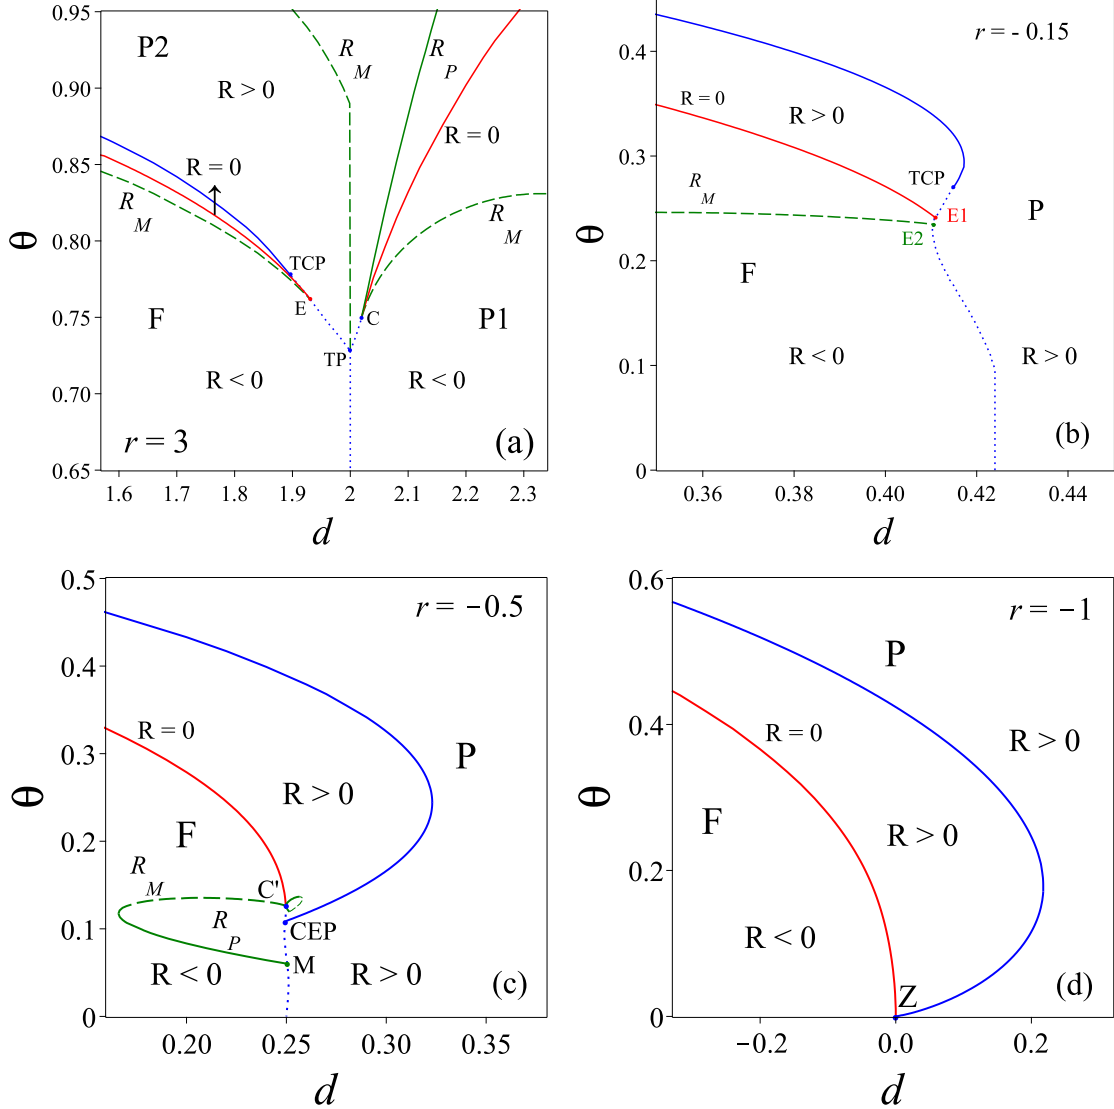 0.95
P2
R > 0
R M
R P
0.90
R = 0
0.85
R = 0
R M
R M
0.80
θ
TCP
E
C
0.75
F
P1
TP
R < 0
R < 0
0.70
r = 3
(a)
0.65
1.6 1.7 1.8 1.9 2 2.1 2.2 2.3
d
r = - 0.15
0.4
R = 0
R > 0
0.3
TCP
R M
P
E1
θ
E2
0.2
F
R < 0
R > 0
0.1
(b)
0
0.36 0.38 0.40 0.42 0.44
d
0.5
r = −0.5
0.4
R = 0
0.3
P
θ
R > 0
F
0.2
R M
C'
R P
0.1
CEP
M
R < 0
R > 0
(c)
0
0.20 0.25 0.30 0.35
d
0.6
r = −1
P
R = 0
R > 0
0.4
θ
F
R > 0
0.2
R < 0
Z
(d)
0
−0.2 0.0 0.2
d